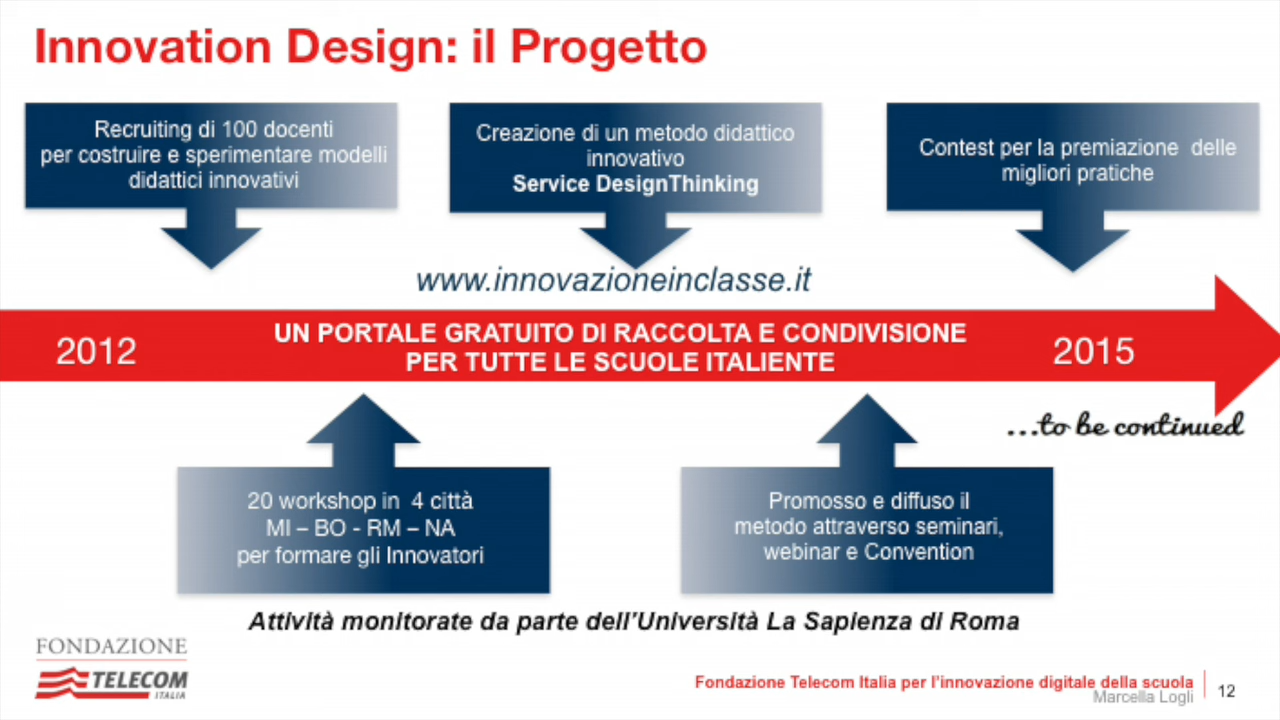 Innovation Design: il Progetto
Recruiting di 100 docenti
per costruire e sperimentare modelli
didattici innovativi
Creazione di un metodo didattico
innovativo
Service DesignThinking
Contest per la premiazione delle
migliori pratiche
www.innovazioneinclasse.it
2012
UN PORTALE GRATUITO DI RACCOLTA E CONDIVISIONE
PER TUTTE LE SCUOLE ITALIENTE
2015
...to be continued
20 workshop in 4 città
MI – BO - RM – NA
per formare gli Innovatori
Promosso e diffuso il
metodo attraverso seminari,
webinar e Convention
Attività monitorate da parte dell'Università La Sapienza di Roma
FONDAZIONE
TELECOM
ITALIA
Fondazione Telecom Italia per l'innovazione digitale della scuola
Marcella Logli
12